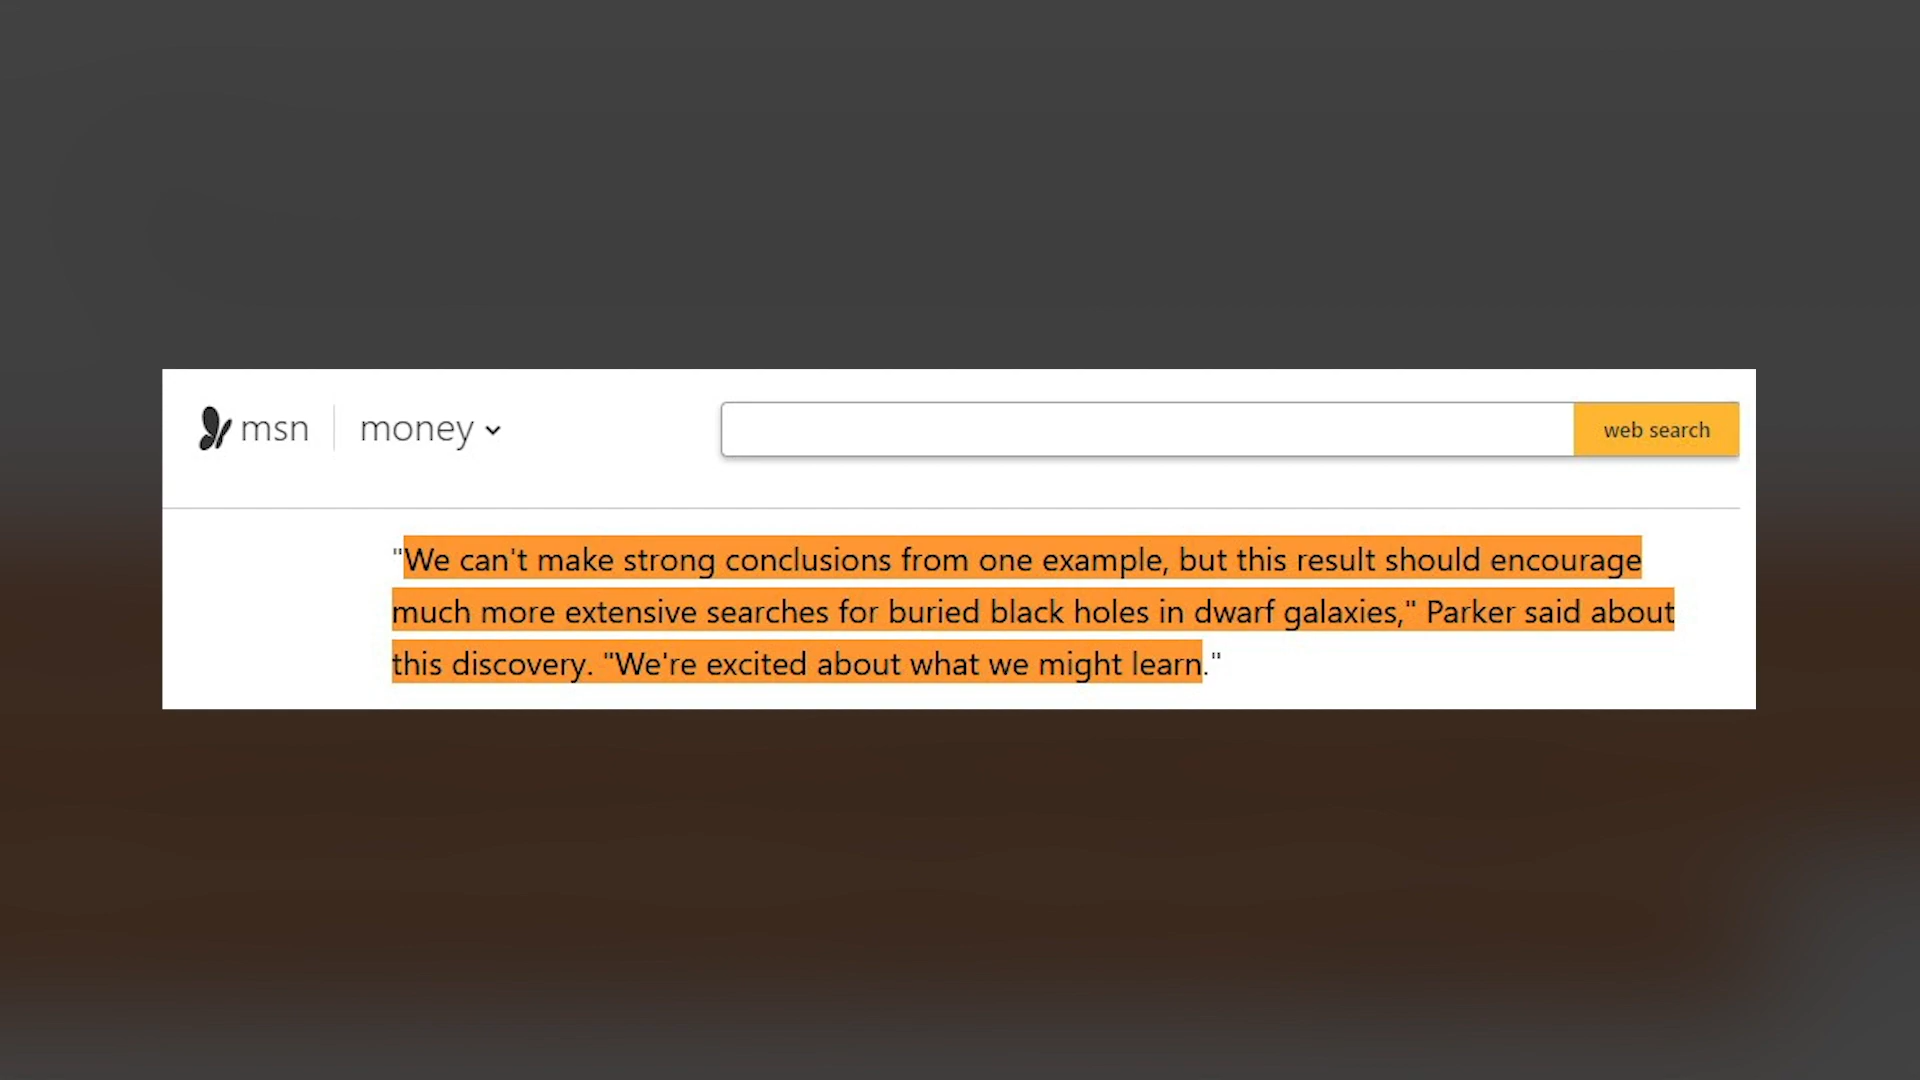 msn money
web search
"We can't make strong conclusions from one example, but this result should encourage
much more extensive searches for buried black holes in dwarf galaxies," Parker said about
this discovery. "We're excited about what we might learn."